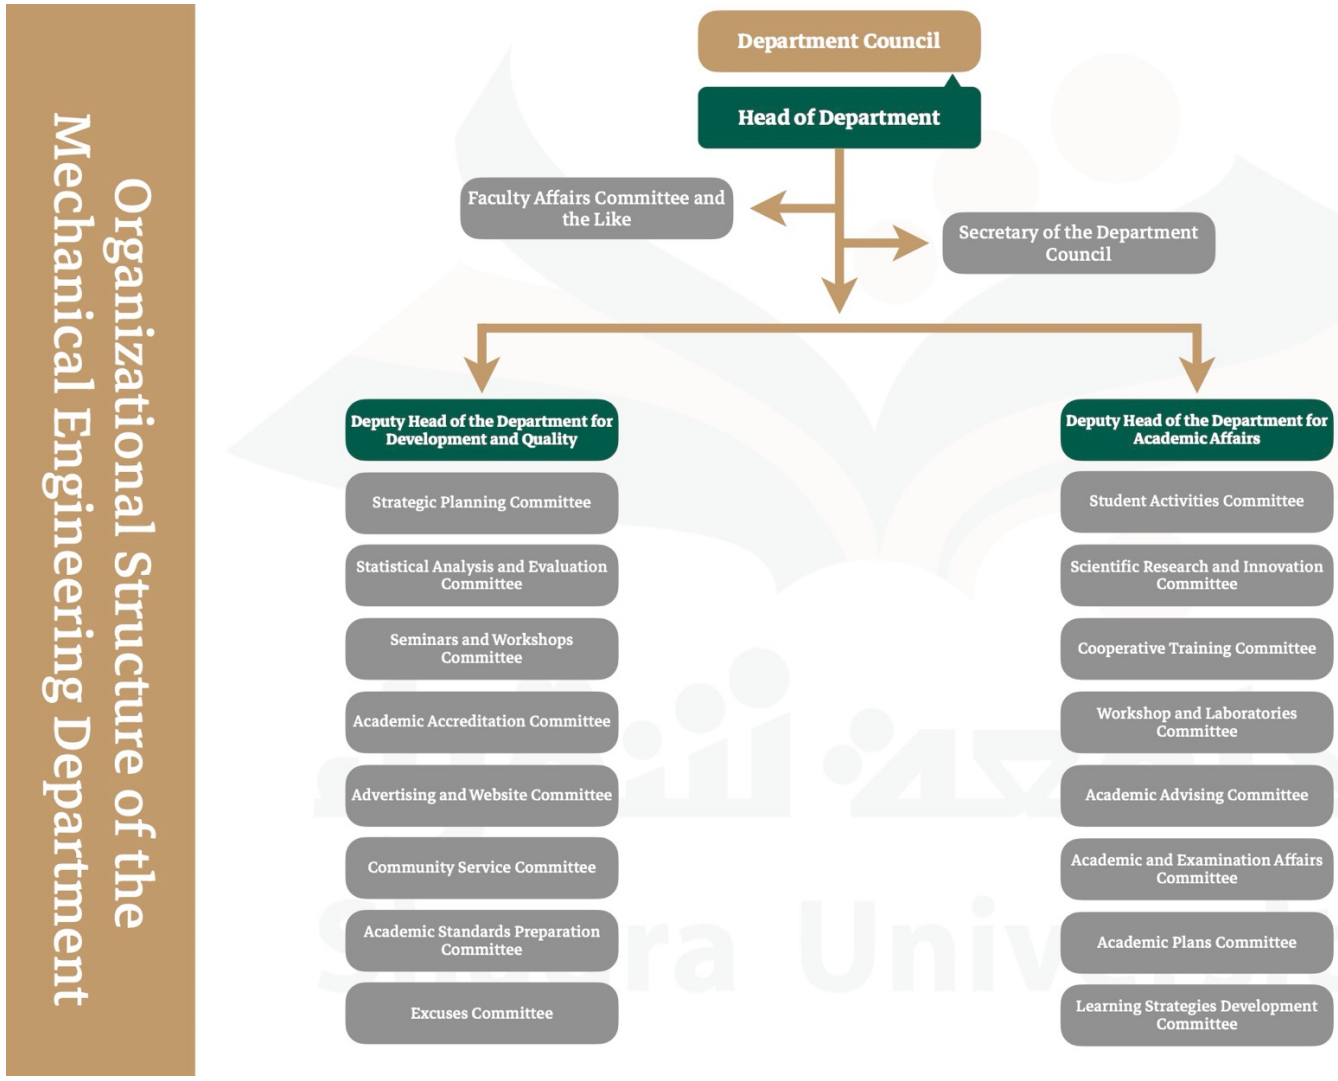 Organizational Structure of the
Mechanical Engineering Department
Department Council
Head of Department
Faculty Affairs Committee and
the Like
Secretary of the Department
Council
Deputy Head of the Department for
Development and Quality
Strategic Planning Committee
Statistical Analysis and Evaluation
Committee
Seminars and Workshops
Committee
Academic Accreditation Committee
Advertising and Website Committee
Community Service Committee
Academic Standards Preparation
Committee
Excuses Committee
Deputy Head of the Department for
Academic Affairs
Student Activities Committee
Scientific Research and Innovation
Committee
Cooperative Training Committee
Workshop and Laboratories
Committee
Academic Advising Committee
Academic and Examination Affairs
Committee
Academic Plans Committee
Learning Strategies Development
Committee